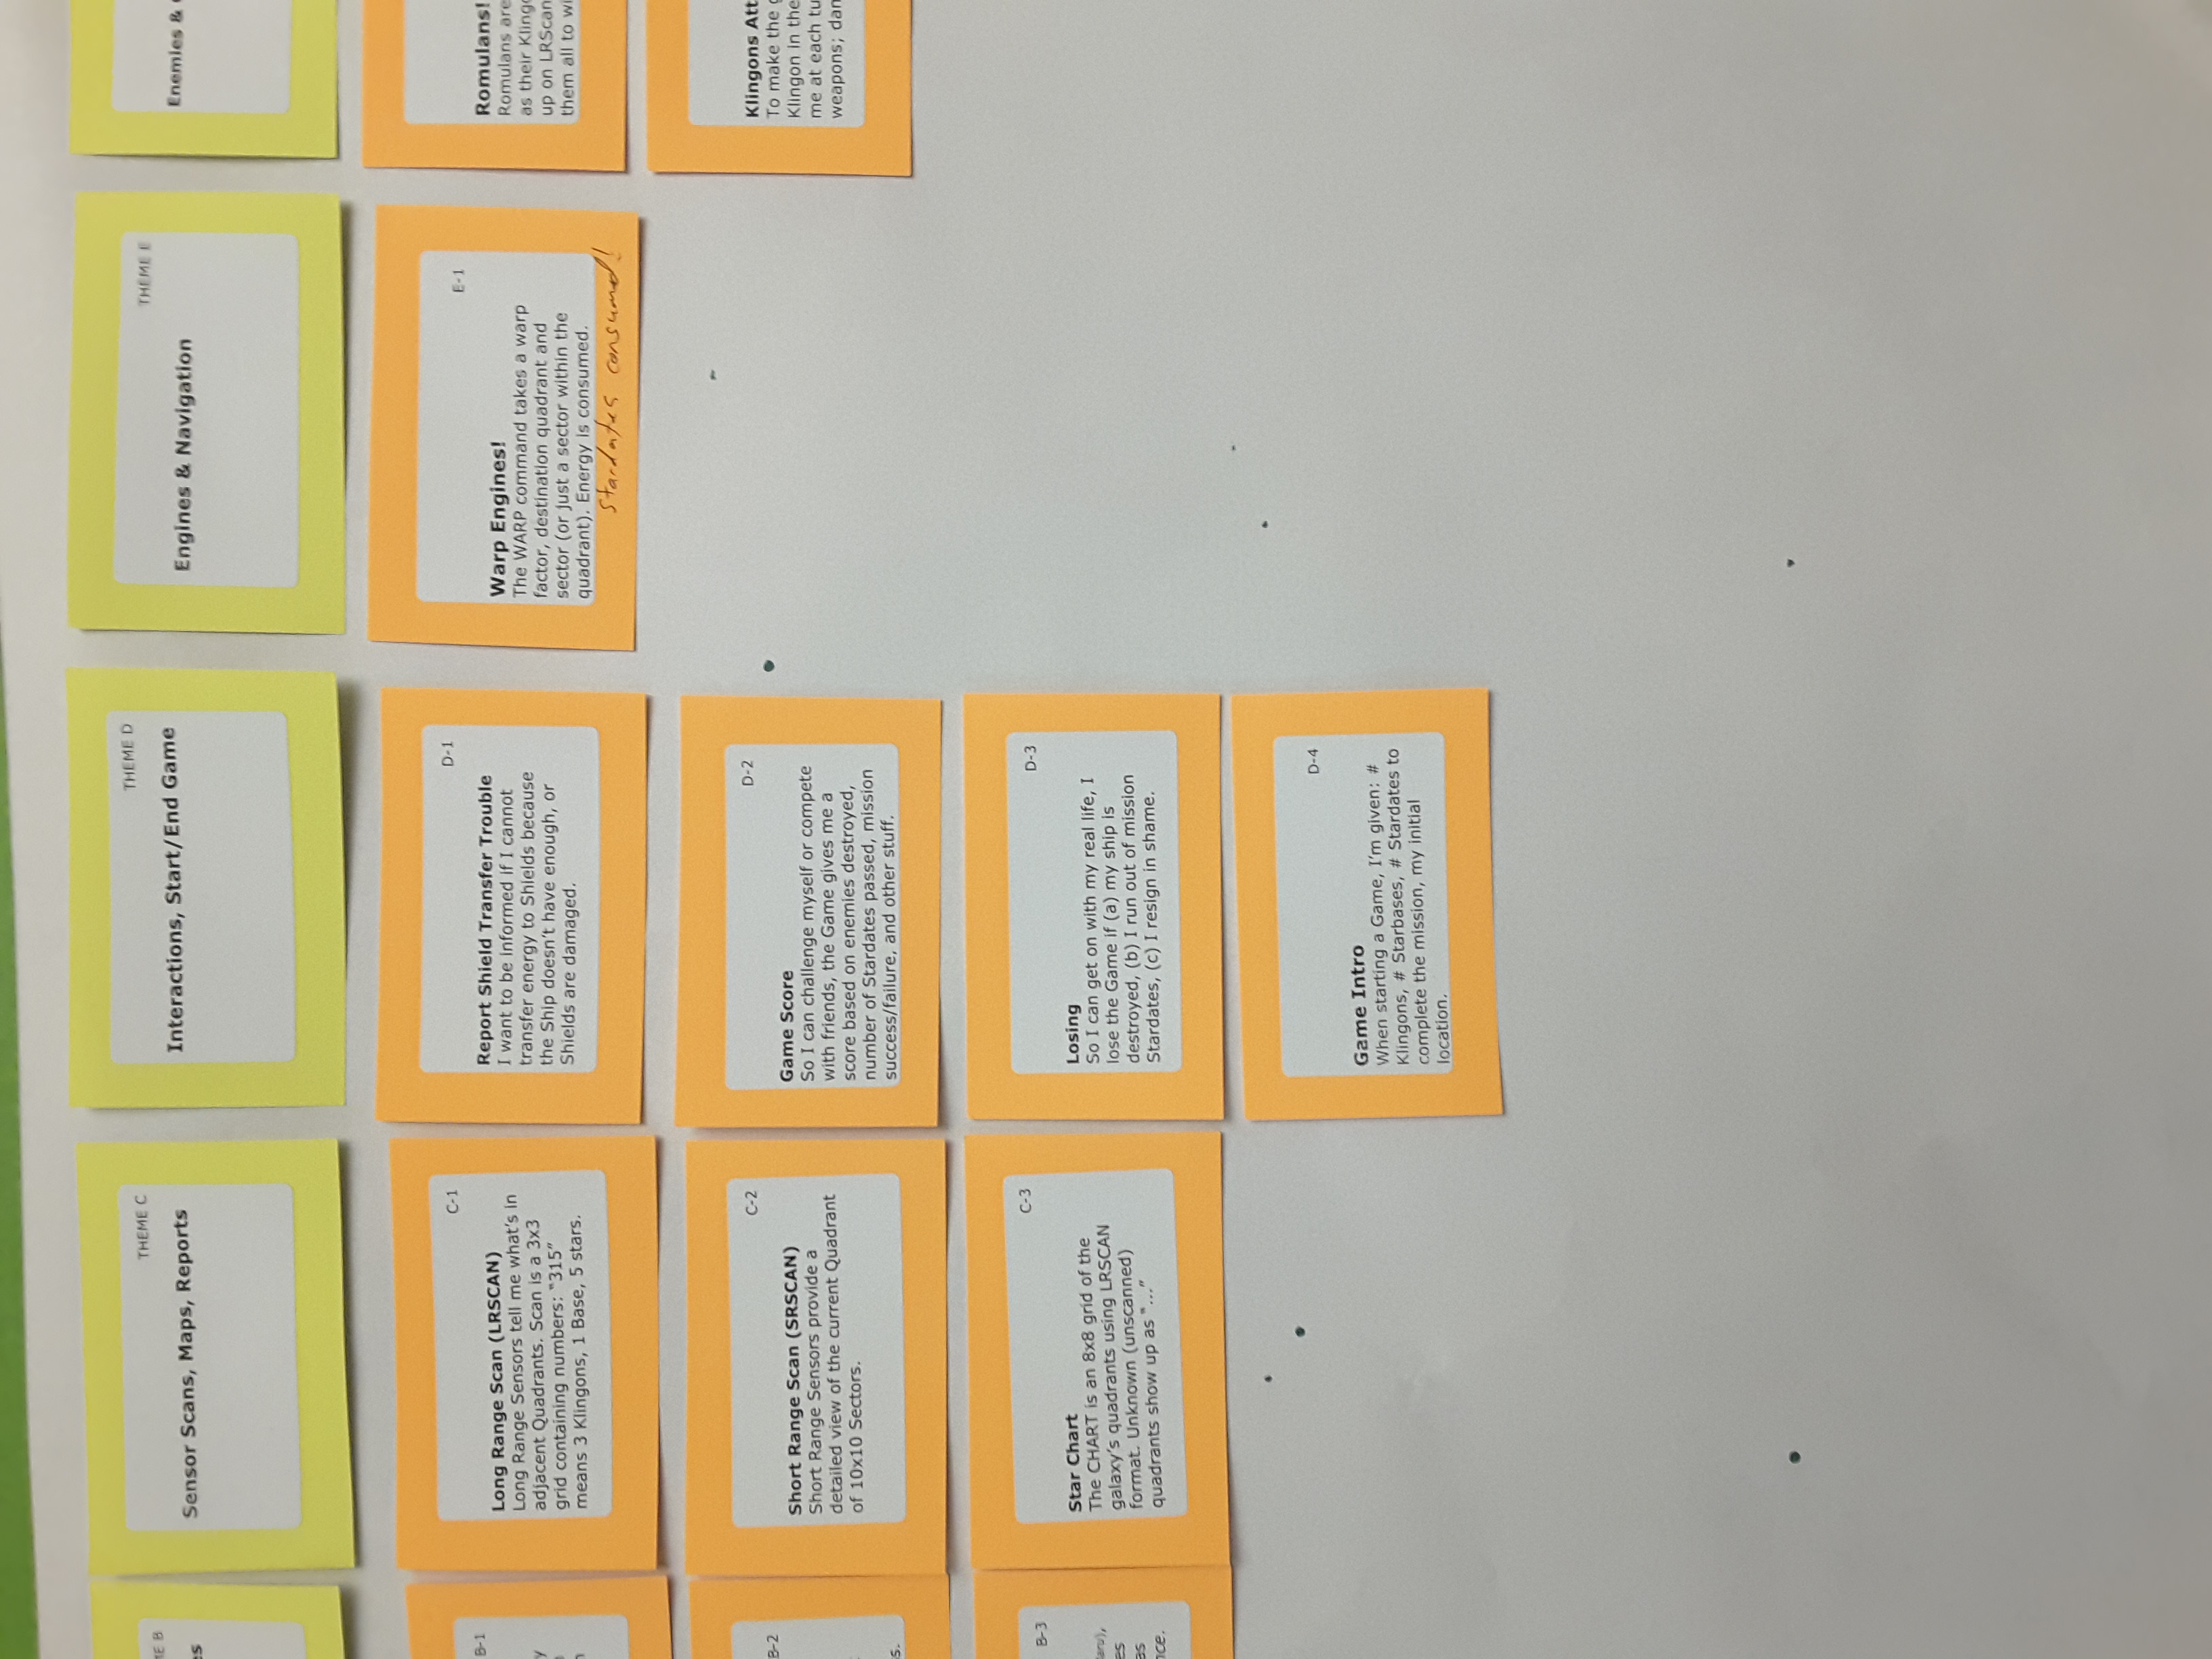 ME B
es
THEME C
Sensor Scans, Maps, Reports
THEME D
Interactions, Start/End Game
THEME E
Engines & Navigation
Enemies &
B-1
y
C-1
Long Range Scan (LRSCAN)
Long Range Sensors tell me what's in
adjacent Quadrants. Scan is a 3x3
grid containing numbers: "315"
means 3 Klingons, 1 Base, 5 stars.
D-1
Report Shield Transfer Trouble
I want to be informed if I cannot
transfer energy to Shields because
the Ship doesn't have enough, or
Shields are damaged.
E-1
Warp Engines!
The WARP command takes a warp
factor, destination quadrant and
sector (or just a sector within the
quadrant). Energy is consumed.
Stardates consumed!
Romulans!
Romulans are
as their Kling
up on LRScan
them all to wi
B-2
s.
C-2
Short Range Scan (SRSCAN)
Short Range Sensors provide a
detailed view of the current Quadrant
of 10x10 Sectors.
D-2
Game Score
So I can challenge myself or compete
with friends, the Game gives me a
score based on enemies destroyed,
number of Stardates passed, mission
success/failure, and other stuff.
Klingons Att
To make the g
Klingon in the
me at each tu
weapons; dan
B-3
aru),
es
as
nce.
C-3
Star Chart
The CHART is an 8x8 grid of the
galaxy's quadrants using LRSCAN
format. Unknown (unscanned)
quadrants show up as "..."
D-3
Losing
So I can get on with my real life, I
lose the Game if (a) my ship is
destroyed, (b) I run out of mission
Stardates, (c) I resign in shame.
D-4
Game Intro
When starting a Game, I'm given: #
Klingons, # Starbases, # Stardates to
complete the mission, my initial
location.